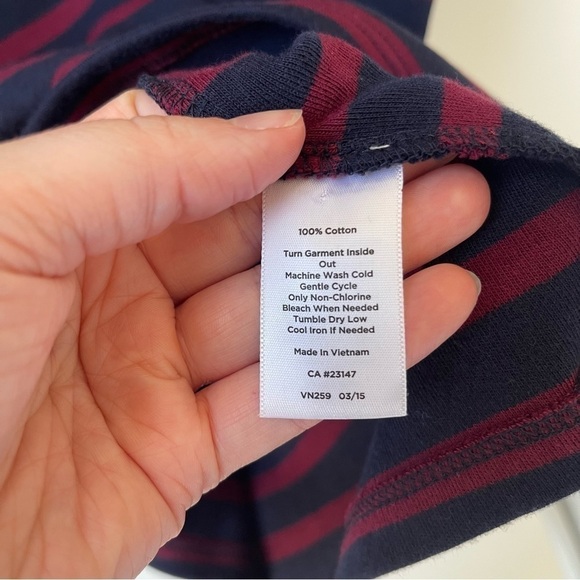 100% Cotton
Turn Garment Inside
Out
Machine Wash Cold
Gentle Cycle
Only Non-Chlorine
Bleach When Needed
Tumble Dry Low
Cool Iron If Needed
Made In Vietnam
CA #23147
VN259 03/15